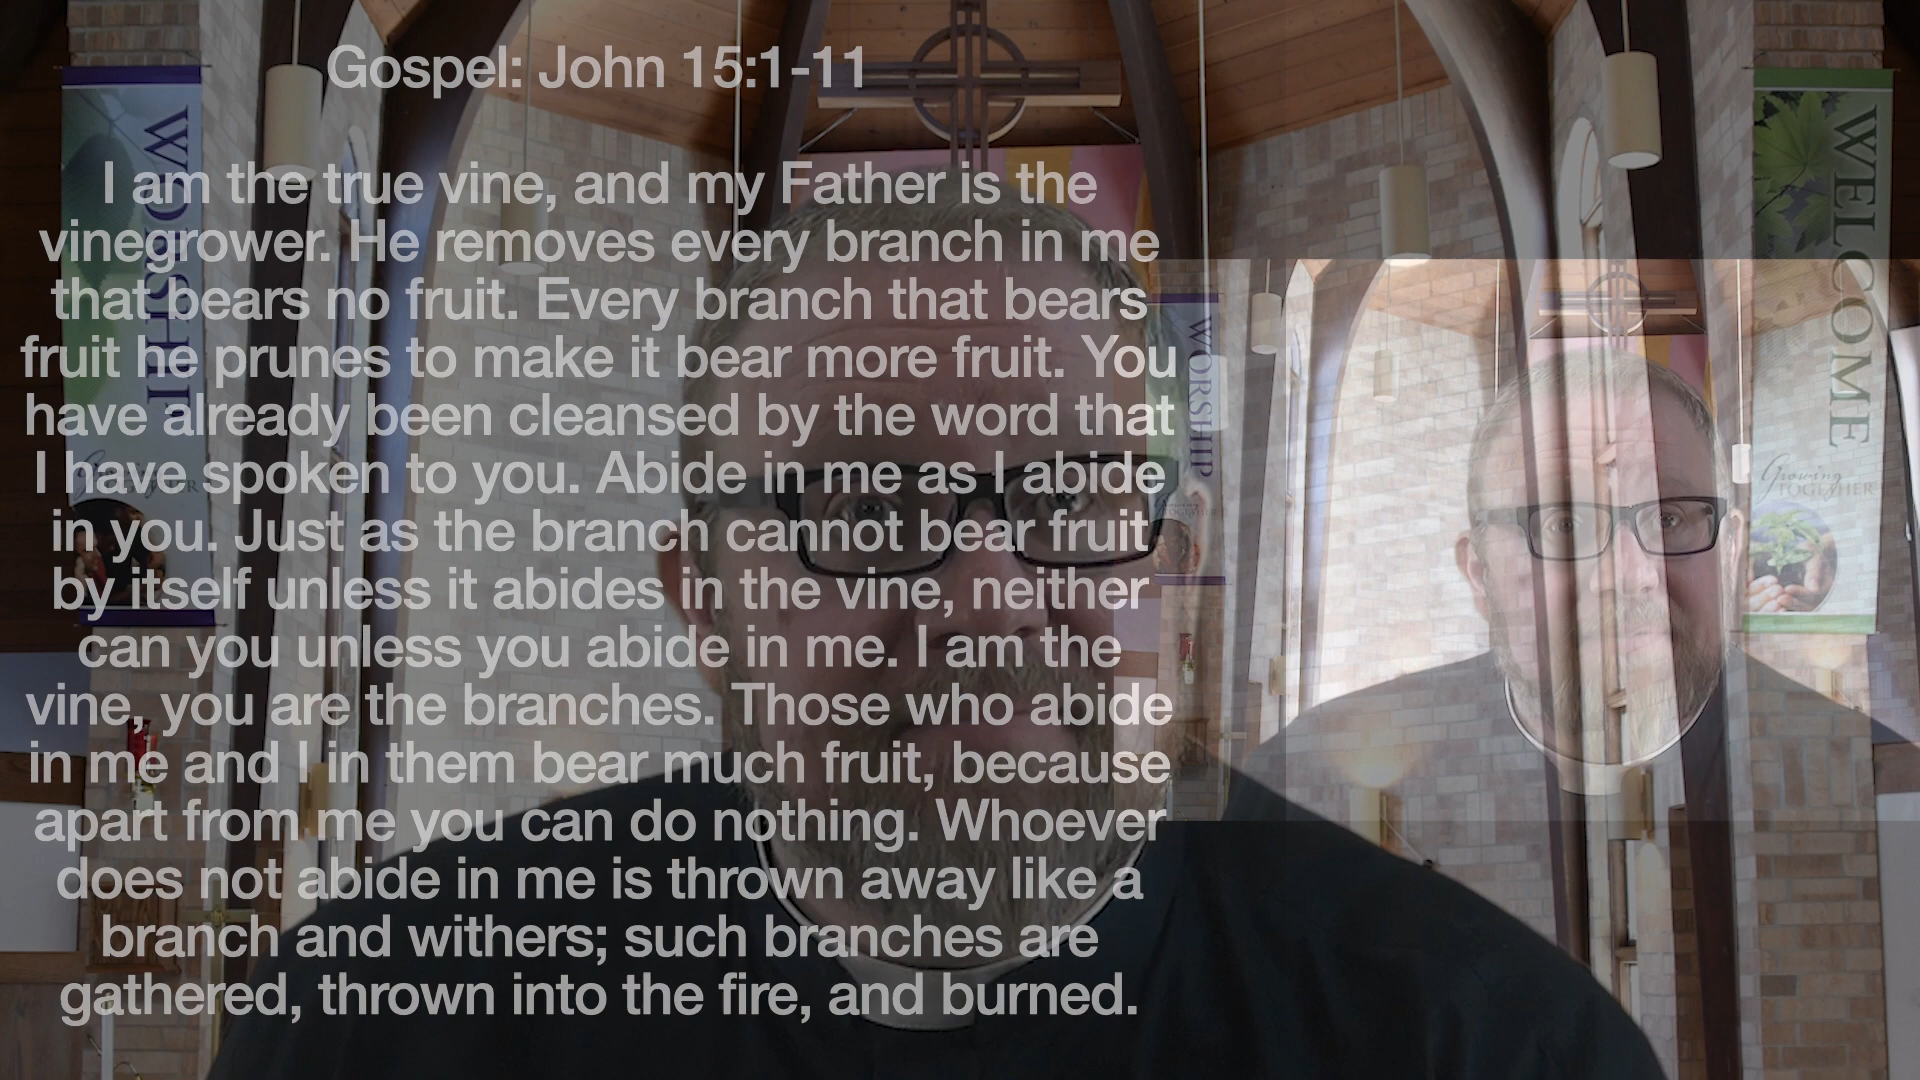 Gospel: John 15:1-11
I am the true vine, and my Father is the
vinegrower. He removes every branch in me
that bears no fruit. Every branch that bears
fruit he prunes to make it bear more fruit. You
have already been cleansed by the word that
I have spoken to you. Abide in me as I abide
in you. Just as the branch cannot bear fruit
by itself unless it abides in the vine, neither
can you unless you abide in me. I am the
vine, you are the branches. Those who abide
in me and I in them bear much fruit, because
apart from me you can do nothing. Whoever
does not abide in me is thrown away like a
branch and withers; such branches are
gathered, thrown into the fire, and burned.
WORSHIP
WORSHIP
WELCOME
Growing
TOGETHER